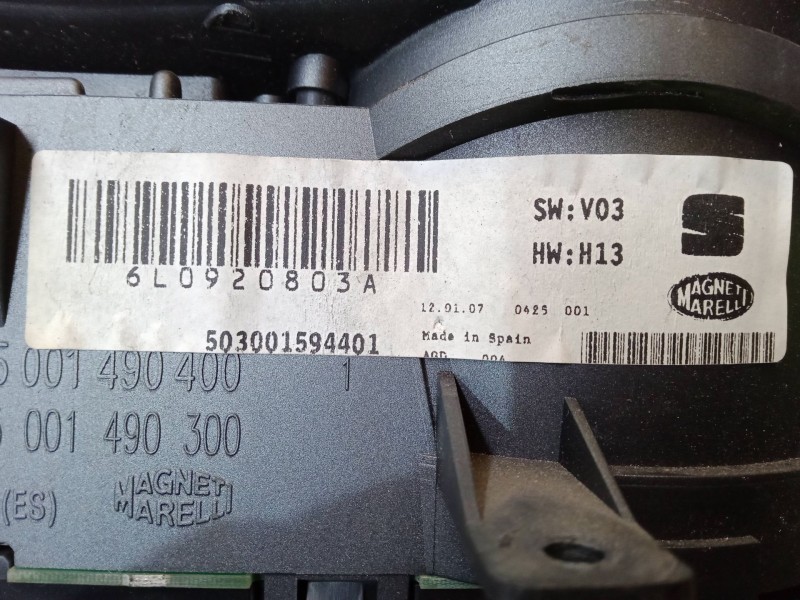 6L0920803A
SW:V03
HW:H13
MAGNETI
MARELLI
12.01.07 0425 001
503001594401
Made in Spain
001 490 400 1
001 490 300
(ES)
MAGNETI
MARELLI